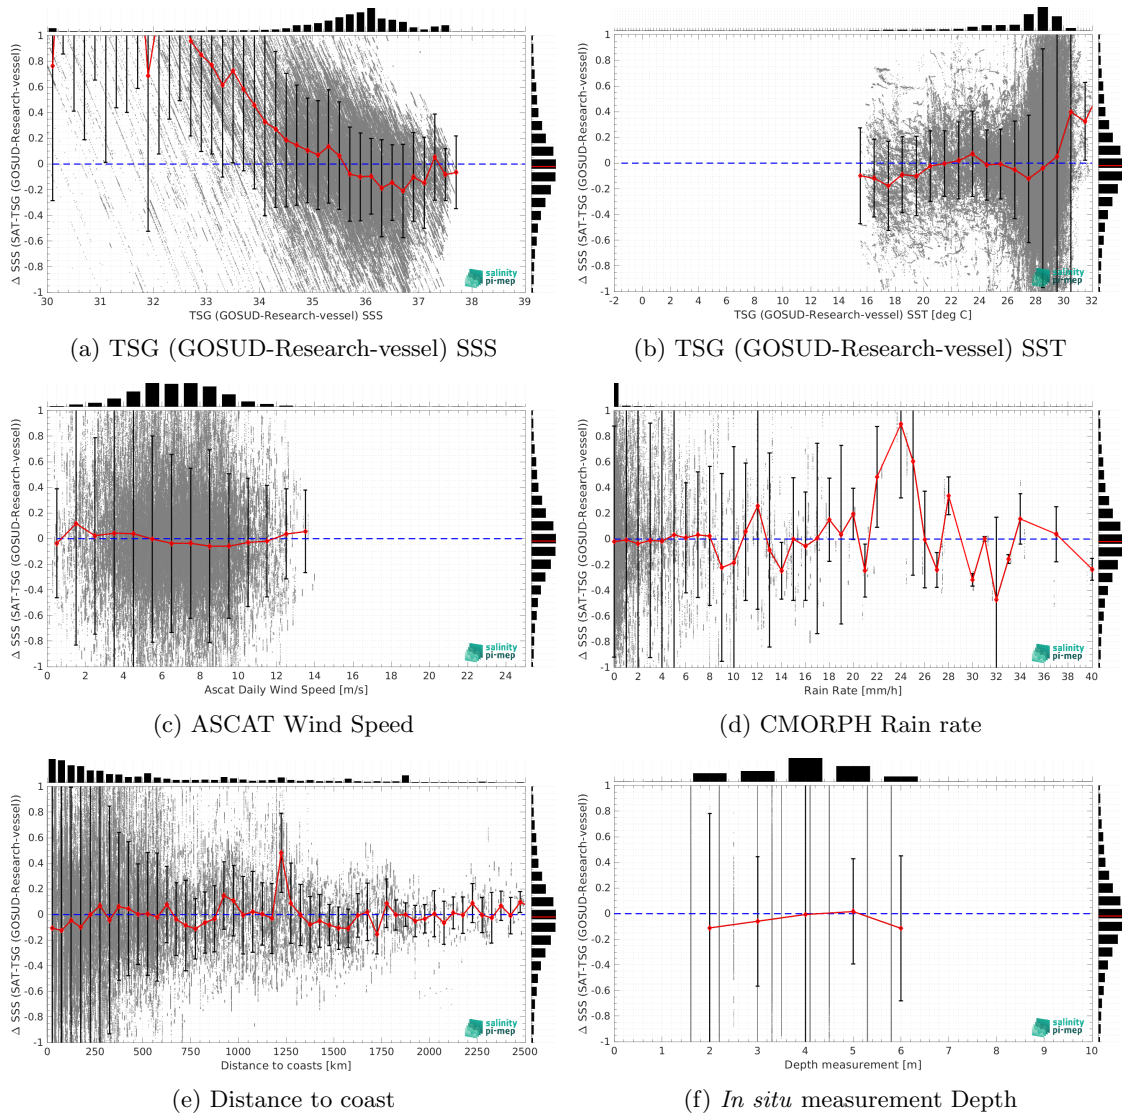 Δ SSS (SAT-TSG (GOSUD-Research-vessel))
1
0.8
0.6
0.4
0.2
0
-0.2
-0.4
-0.6
-0.8
-1
30 31 32 33 34 35 36 37 38 39
TSG (GOSUD-Research-vessel) SSS
salinity
pi-mep
(a) TSG (GOSUD-Research-vessel) SSS
Δ SSS (SAT-TSG (GOSUD-Research-vessel))
1
0.8
0.6
0.4
0.2
0
-0.2
-0.4
-0.6
-0.8
-1
-2 0 2 4 6 8 10 12 14 16 18 20 22 24 26 28 30 32
TSG (GOSUD-Research-vessel) SST [deg C]
salinity
pi-mep
(b) TSG (GOSUD-Research-vessel) SST
Δ SSS (SAT-TSG (GOSUD-Research-vessel))
1
0.8
0.6
0.4
0.2
0
-0.2
-0.4
-0.6
-0.8
-1
0 2 4 6 8 10 12 14 16 18 20 22 24
Ascat Daily Wind Speed [m/s]
salinity
pi-mep
(c) ASCAT Wind Speed
Δ SSS (SAT-TSG (GOSUD-Research-vessel))
1
0.8
0.6
0.4
0.2
0
-0.2
-0.4
-0.6
-0.8
-1
0 2 4 6 8 10 12 14 16 18 20 22 24 26 28 30 32 34 36 38 40
Rain Rate [mm/h]
salinity
pi-mep
(d) CMORPH Rain rate
Δ SSS (SAT-TSG (GOSUD-Research-vessel))
1
0.8
0.6
0.4
0.2
0
-0.2
-0.4
-0.6
-0.8
-1
0 250 500 750 1000 1250 1500 1750 2000 2250 2500
Distance to coasts [km]
salinity
pi-mep
(e) Distance to coast
Δ SSS (SAT-TSG (GOSUD-Research-vessel))
1
0.8
0.6
0.4
0.2
0
-0.2
-0.4
-0.6
-0.8
-1
0 1 2 3 4 5 6 7 8 9 10
Depth measurement [m]
salinity
pi-mep
(f) In situ measurement Depth